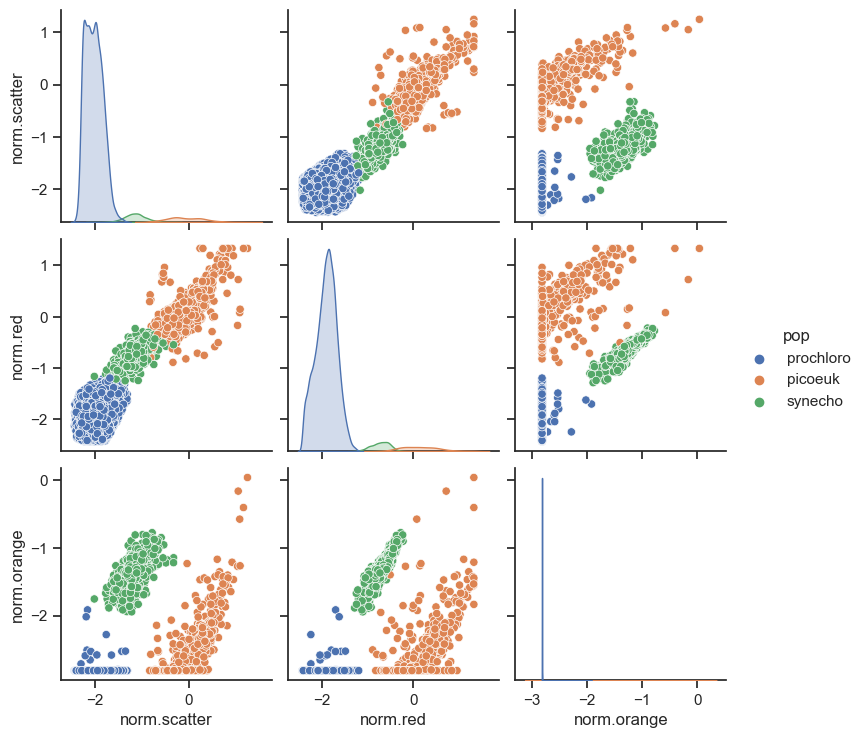 norm.scatter
1
0
−1
−2
norm.red
1
0
−1
−2
norm.orange
0
−1
−2
−2
0
norm.scatter
−2
0
norm.red
−3
−2
−1
0
norm.orange
pop
prochloro
picoeuk
synecho